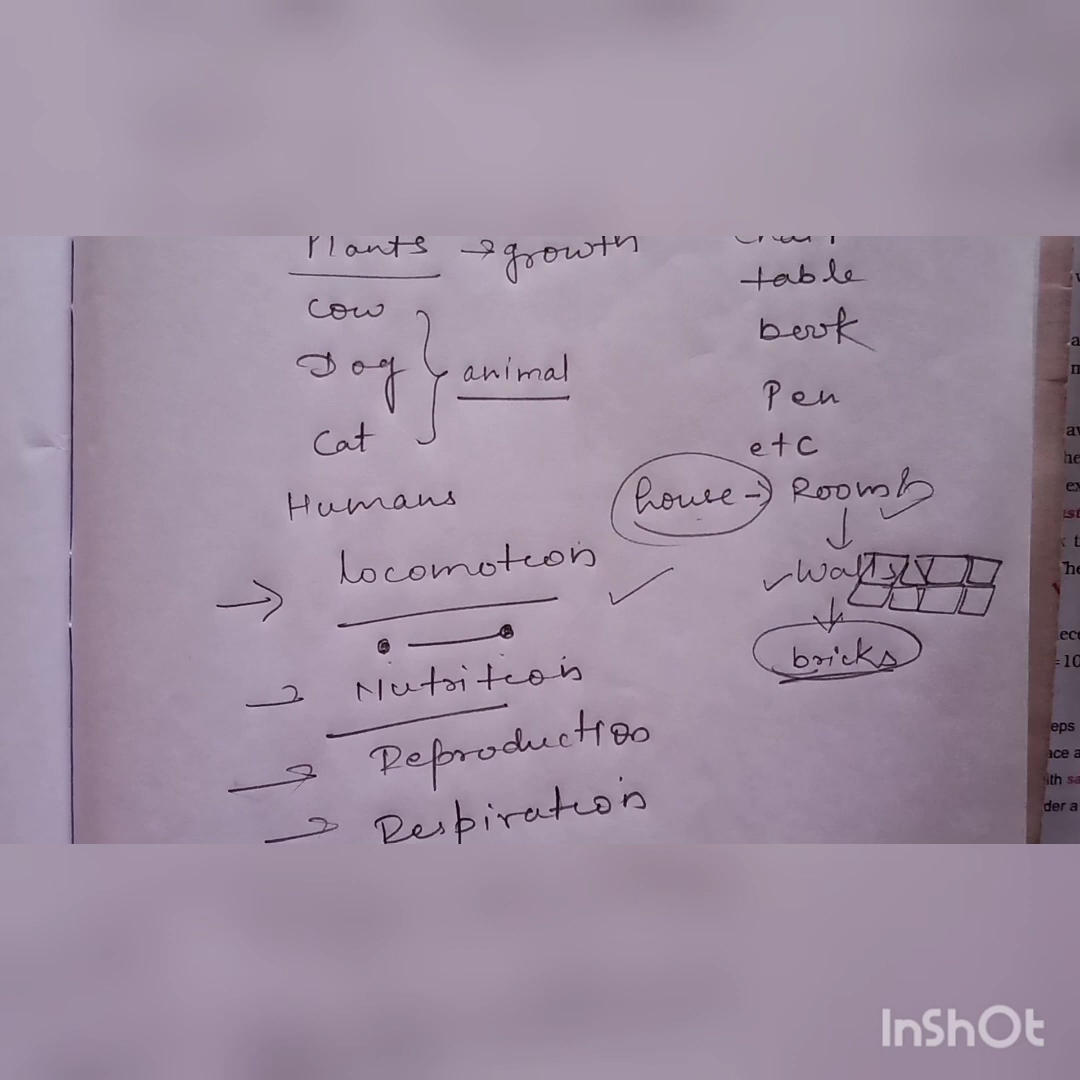 Plants → growth
Cow
Dog
Cat
animal
Humans
Locomotion
Nutrition
Reproduction
Respiration
table
book
Pen
etc
house → Rooms
Walls
bricks
InShOt